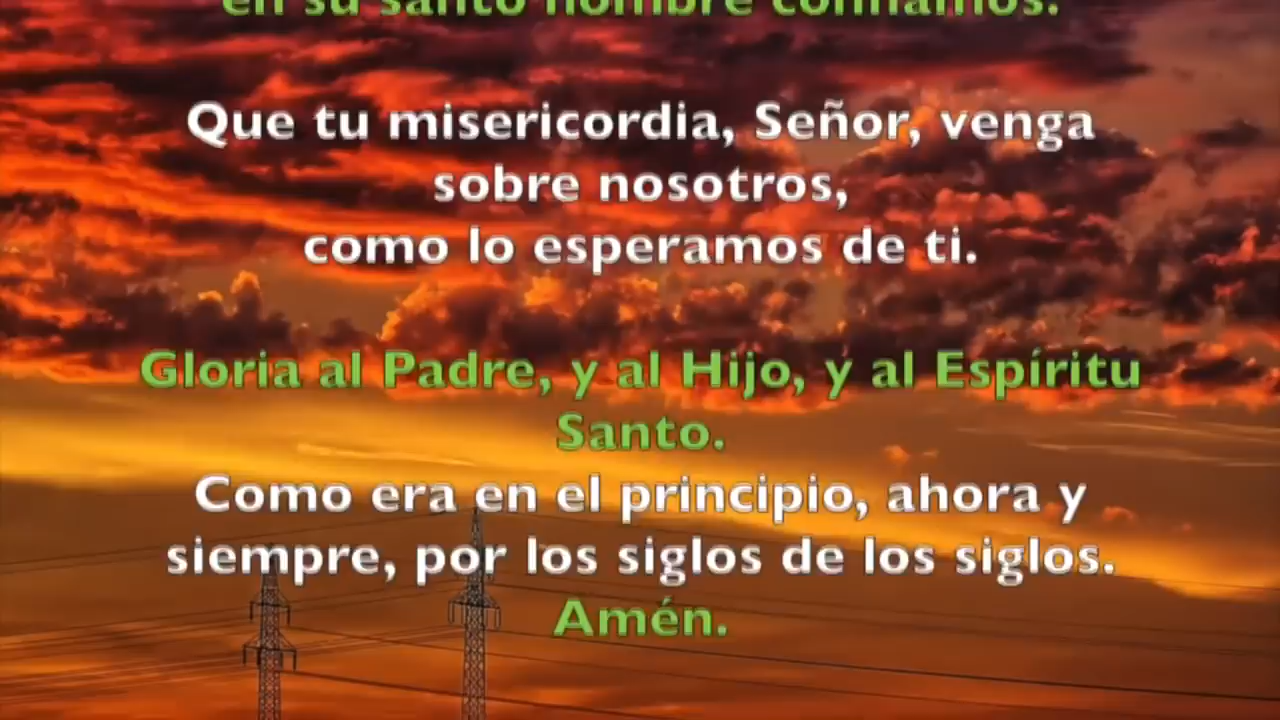 en su santo nombre confiamos.
Que tu misericordia, Señor, venga
sobre nosotros,
como lo esperamos de ti.
Gloria al Padre, y al Hijo, y al Espíritu
Santo.
Como era en el principio, ahora y
siempre, por los siglos de los siglos.
Amén.